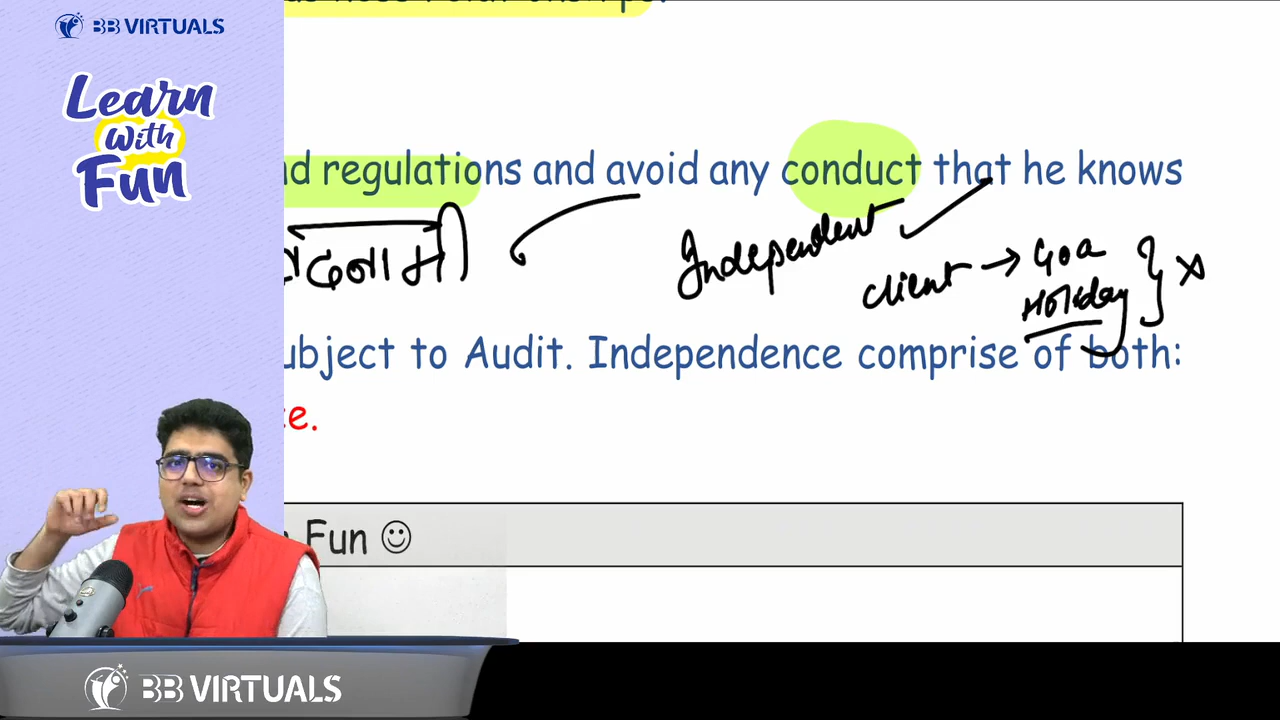 BB VIRTUALS
Learn
With
Fun
nd regulations and avoid any conduct that he knows
बदनामी
Independent
client → Goa
Holiday } x
ubject to Audit. Independence comprise of both:
e.
Fun ☺
BB VIRTUALS